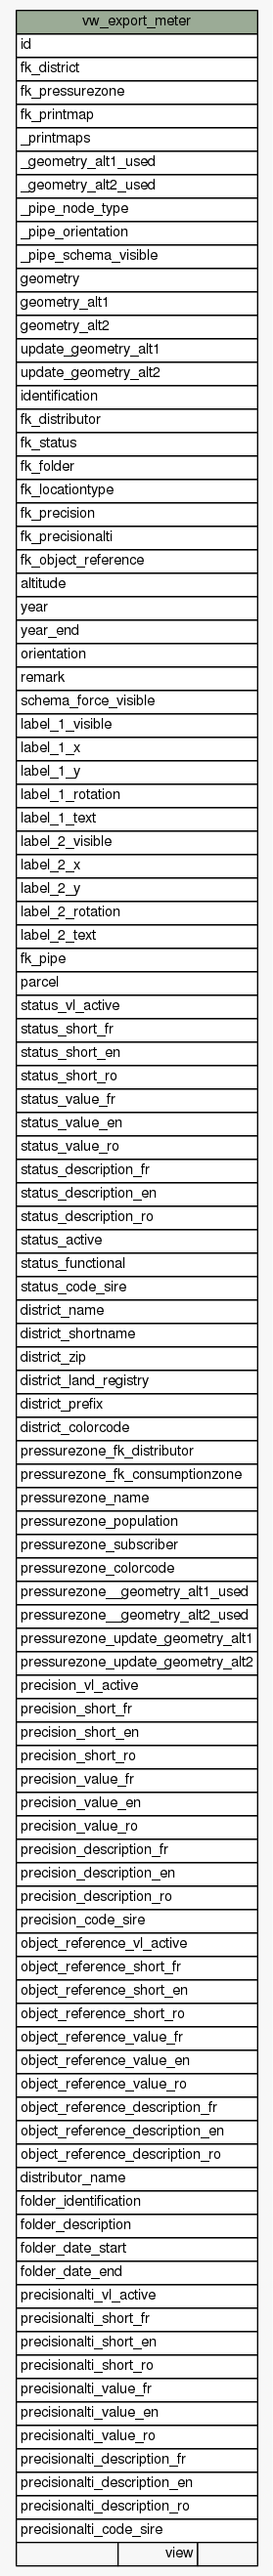 vw_export_meter
id
fk_district
fk_pressurezone
fk_printmap
_printmaps
_geometry_alt1_used
_geometry_alt2_used
_pipe_node_type
_pipe_orientation
_pipe_schema_visible
geometry
geometry_alt1
geometry_alt2
update_geometry_alt1
update_geometry_alt2
identification
fk_distributor
fk_status
fk_folder
fk_locationtype
fk_precision
fk_precisionalti
fk_object_reference
altitude
year
year_end
orientation
remark
schema_force_visible
label_1_visible
label_1_x
label_1_y
label_1_rotation
label_1_text
label_2_visible
label_2_x
label_2_y
label_2_rotation
label_2_text
fk_pipe
parcel
status_vl_active
status_short_fr
status_short_en
status_short_ro
status_value_fr
status_value_en
status_value_ro
status_description_fr
status_description_en
status_description_ro
status_active
status_functional
status_code_sire
district_name
district_shortname
district_zip
district_land_registry
district_prefix
district_colorcode
pressurezone_fk_distributor
pressurezone_fk_consumptionzone
pressurezone_name
pressurezone_population
pressurezone_subscriber
pressurezone_colorcode
pressurezone__geometry_alt1_used
pressurezone__geometry_alt2_used
pressurezone_update_geometry_alt1
pressurezone_update_geometry_alt2
precision_vl_active
precision_short_fr
precision_short_en
precision_short_ro
precision_value_fr
precision_value_en
precision_value_ro
precision_description_fr
precision_description_en
precision_description_ro
precision_code_sire
object_reference_vl_active
object_reference_short_fr
object_reference_short_en
object_reference_short_ro
object_reference_value_fr
object_reference_value_en
object_reference_value_ro
object_reference_description_fr
object_reference_description_en
object_reference_description_ro
distributor_name
folder_identification
folder_description
folder_date_start
folder_date_end
precisionalti_vl_active
precisionalti_short_fr
precisionalti_short_en
precisionalti_short_ro
precisionalti_value_fr
precisionalti_value_en
precisionalti_value_ro
precisionalti_description_fr
precisionalti_description_en
precisionalti_description_ro
precisionalti_code_sire
view